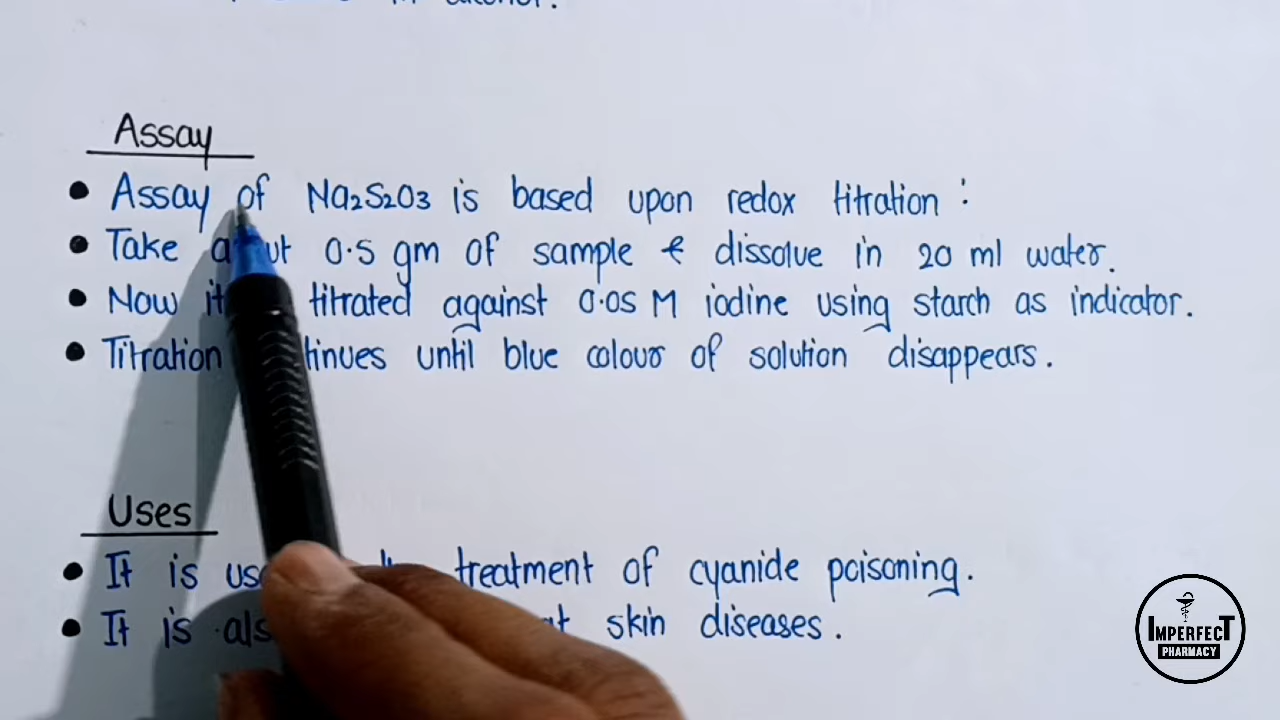 Assay
• Assay of Na2S2O3 is based upon redox titration :
• Take 0.5 gm of sample & dissolve in 20 ml water.
• Now it titrated against 0.05 M iodine using starch as indicator.
• Titration until blue colour of solution disappears.
Uses
• It is treatment of cyanide poisoning.
• It is skin diseases.
IMPERFECT
PHARMACY